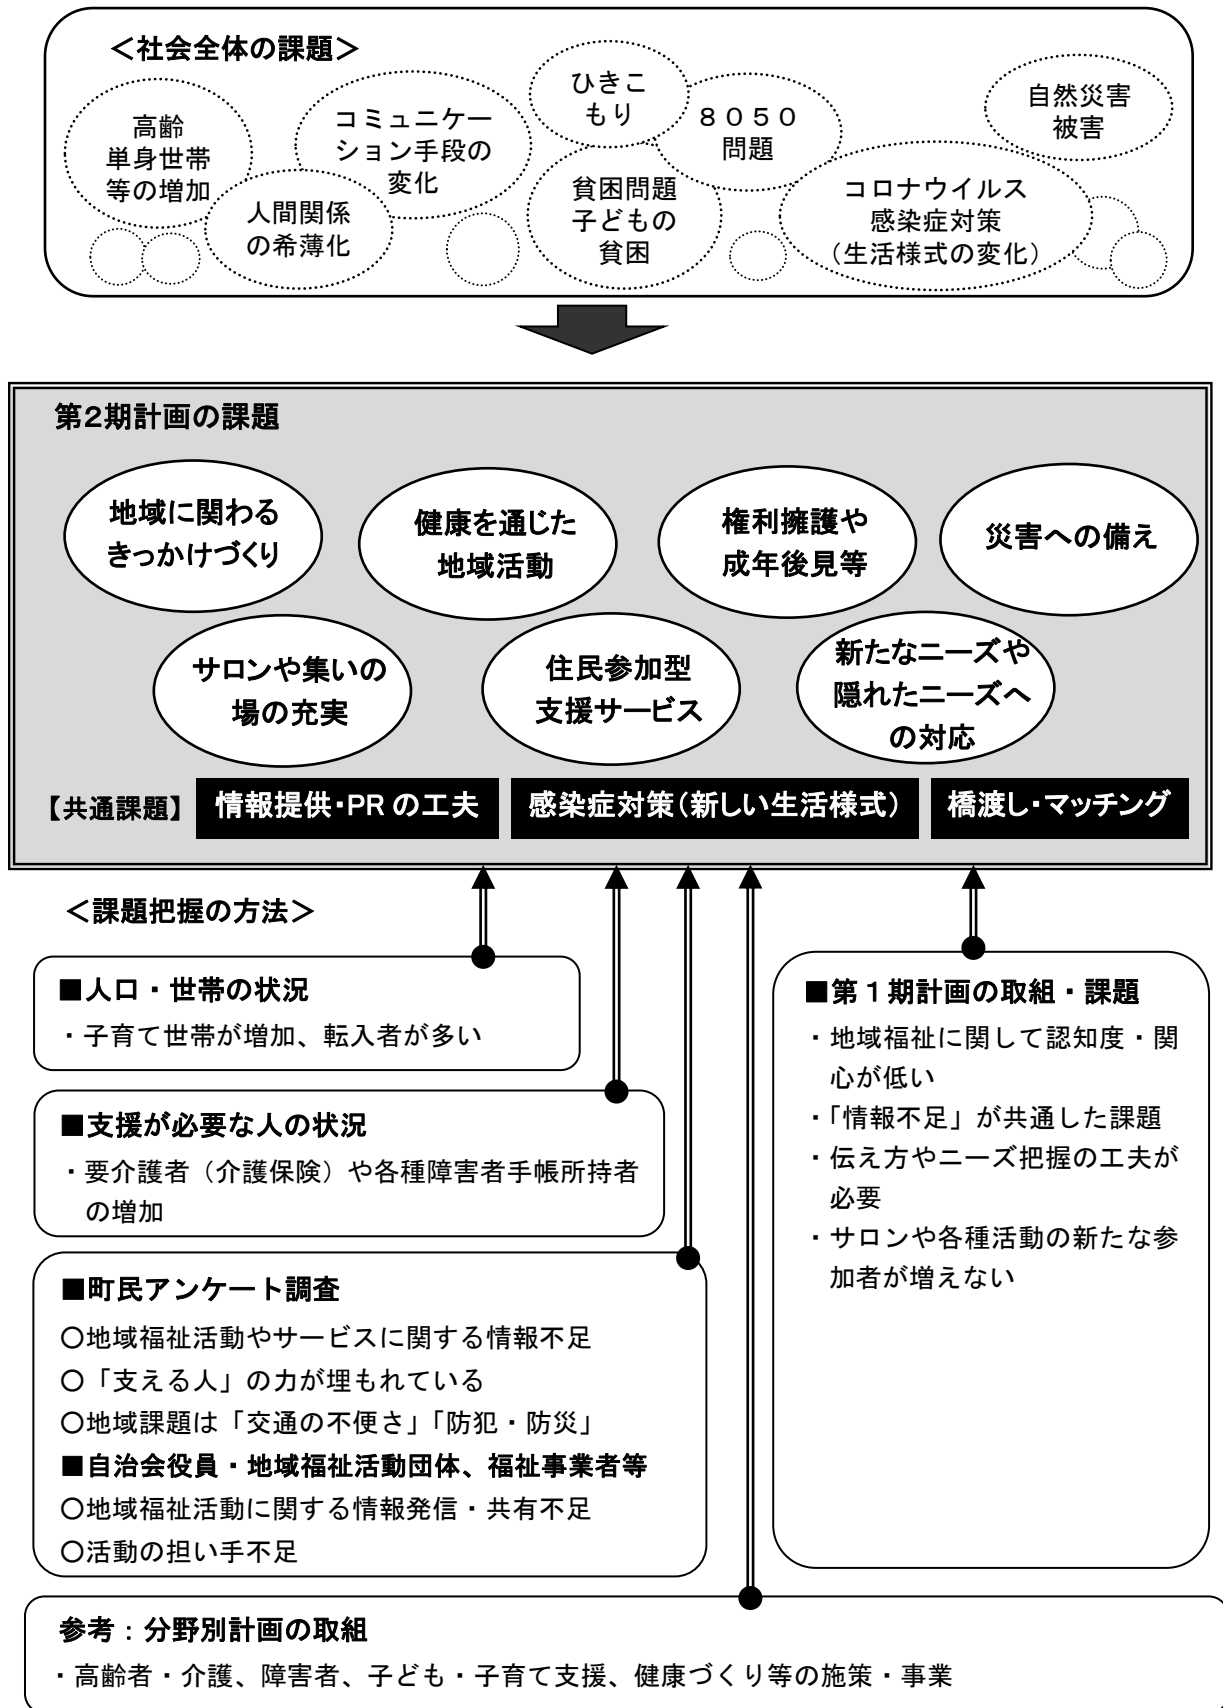 ＜社会全体の課題＞
高齢
単身世帯
等の増加
人間関係
の希薄化
コミュニケー
ション手段の
変化
ひきこ
もり
８０５０
問題
貧困問題
子どもの
貧困
コロナウイルス
感染症対策
（生活様式の変化）
自然災害
被害
第2期計画の課題
地域に関わる
きっかけづくり
健康を通じた
地域活動
権利擁護や
成年後見等
災害への備え
サロンや集いの
場の充実
住民参加型
支援サービス
新たなニーズや
隠れたニーズへ
の対応
【共通課題】
情報提供・PRの工夫
感染症対策（新しい生活様式）
橋渡し・マッチング
＜課題把握の方法＞
■人口・世帯の状況
・子育て世帯が増加、転入者が多い
■支援が必要な人の状況
・要介護者（介護保険）や各種障害者手帳所持者
の増加
■町民アンケート調査
○地域福祉活動やサービスに関する情報不足
○「支える人」の力が埋もれている
○地域課題は「交通の不便さ」「防犯・防災」
■自治会役員・地域福祉活動団体、福祉事業者等
○地域福祉活動に関する情報発信・共有不足
○活動の担い手不足
■第１期計画の取組・課題
・地域福祉に関して認知度・関
心が低い
・「情報不足」が共通した課題
・伝え方やニーズ把握の工夫が
必要
・サロンや各種活動の新たな参
加者が増えない
参考：分野別計画の取組
・高齢者・介護、障害者、子ども・子育て支援、健康づくり等の施策・事業